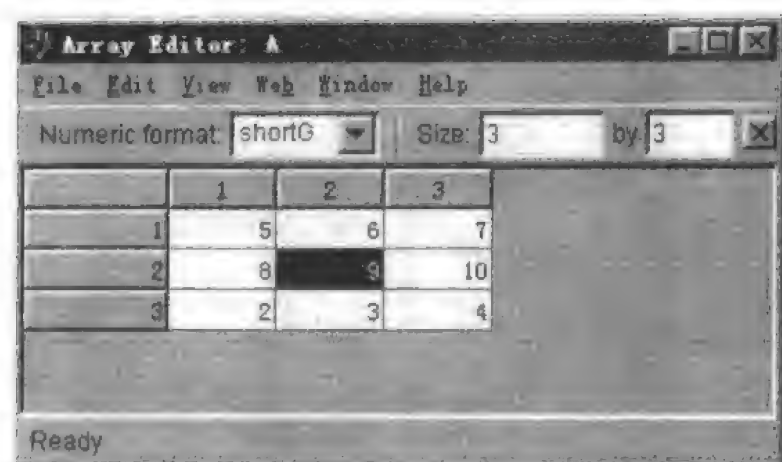 Array Editor: A
File Edit View Web Window Help
Numeric format: shortG Size: 3 by 3
1 2 3
1 5 6 7
2 8 9 10
3 2 3 4
Ready